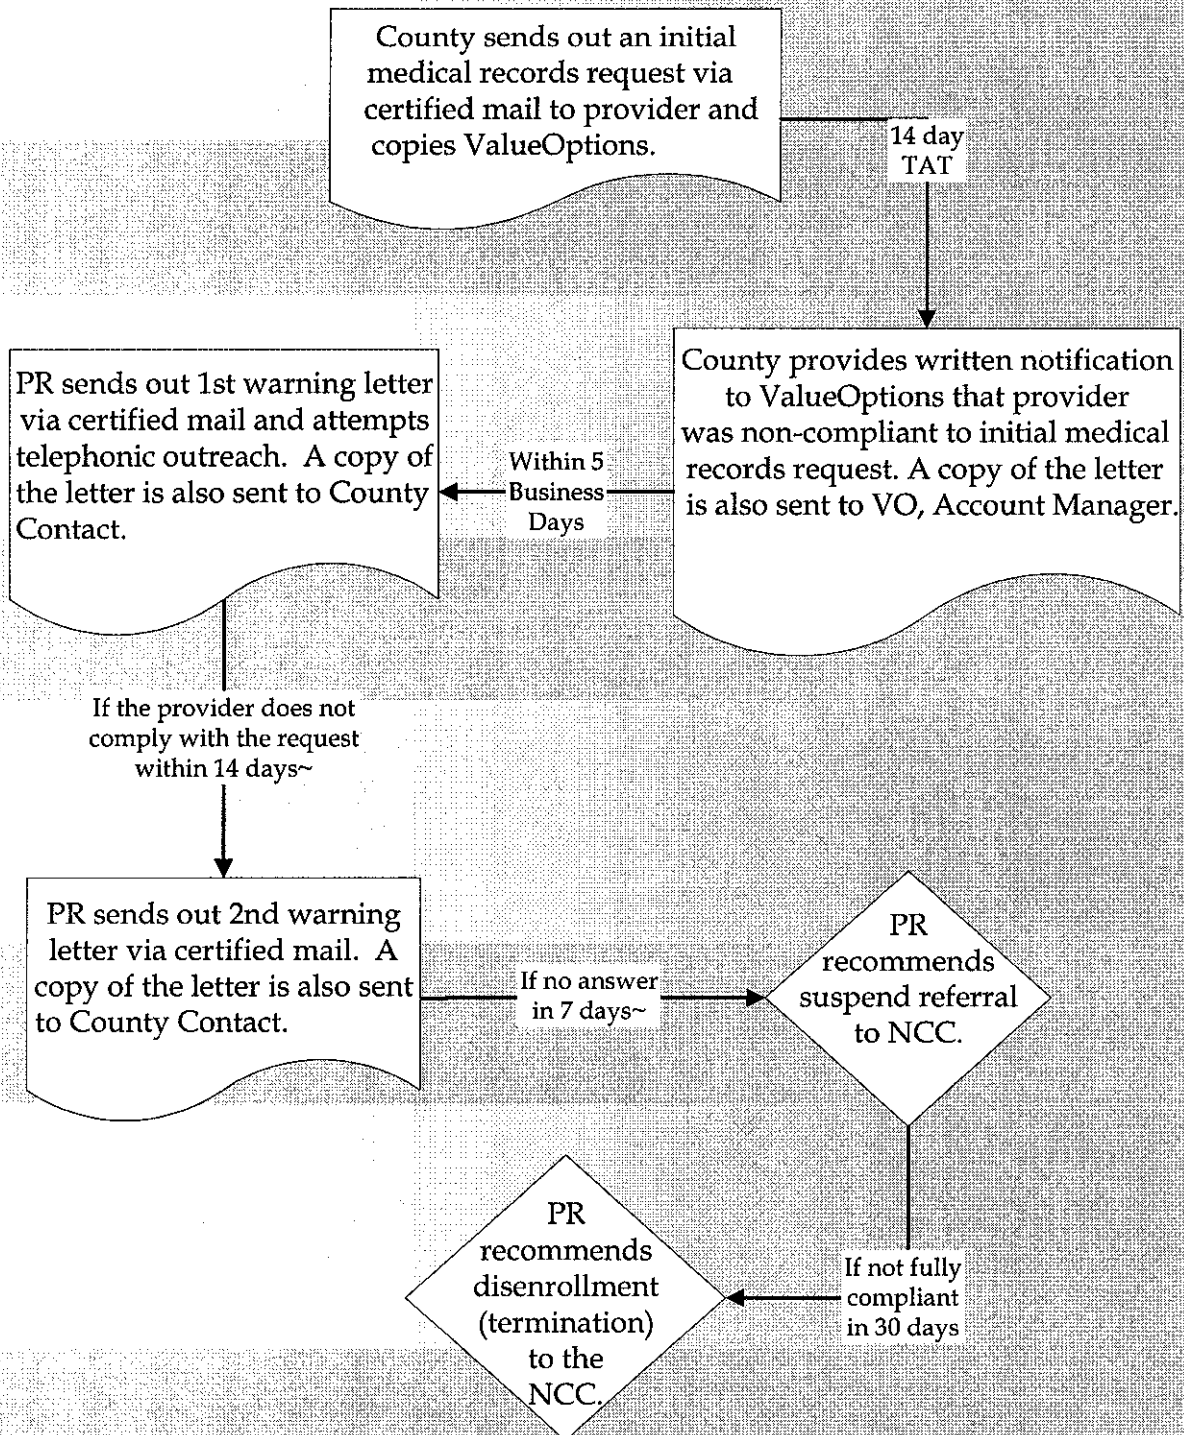 County sends out an initial
medical records request via
certified mail to provider and
copies ValueOptions.
14 day
TAT
County provides written notification
to ValueOptions that provider
was non-compliant to initial medical
records request. A copy of the letter
is also sent to VO, Account Manager.
Within 5
Business
Days
PR sends out 1st warning letter
via certified mail and attempts
telephonic outreach. A copy of
the letter is also sent to County
Contact.
If the provider does not
comply with the request
within 14 days~
PR sends out 2nd warning
letter via certified mail. A
copy of the letter is also sent
to County Contact.
If no answer
in 7 days~
PR
recommends
suspend referral
to NCC.
If not fully
compliant
in 30 days
PR
recommends
disenrollment
(termination)
to the
NCC.